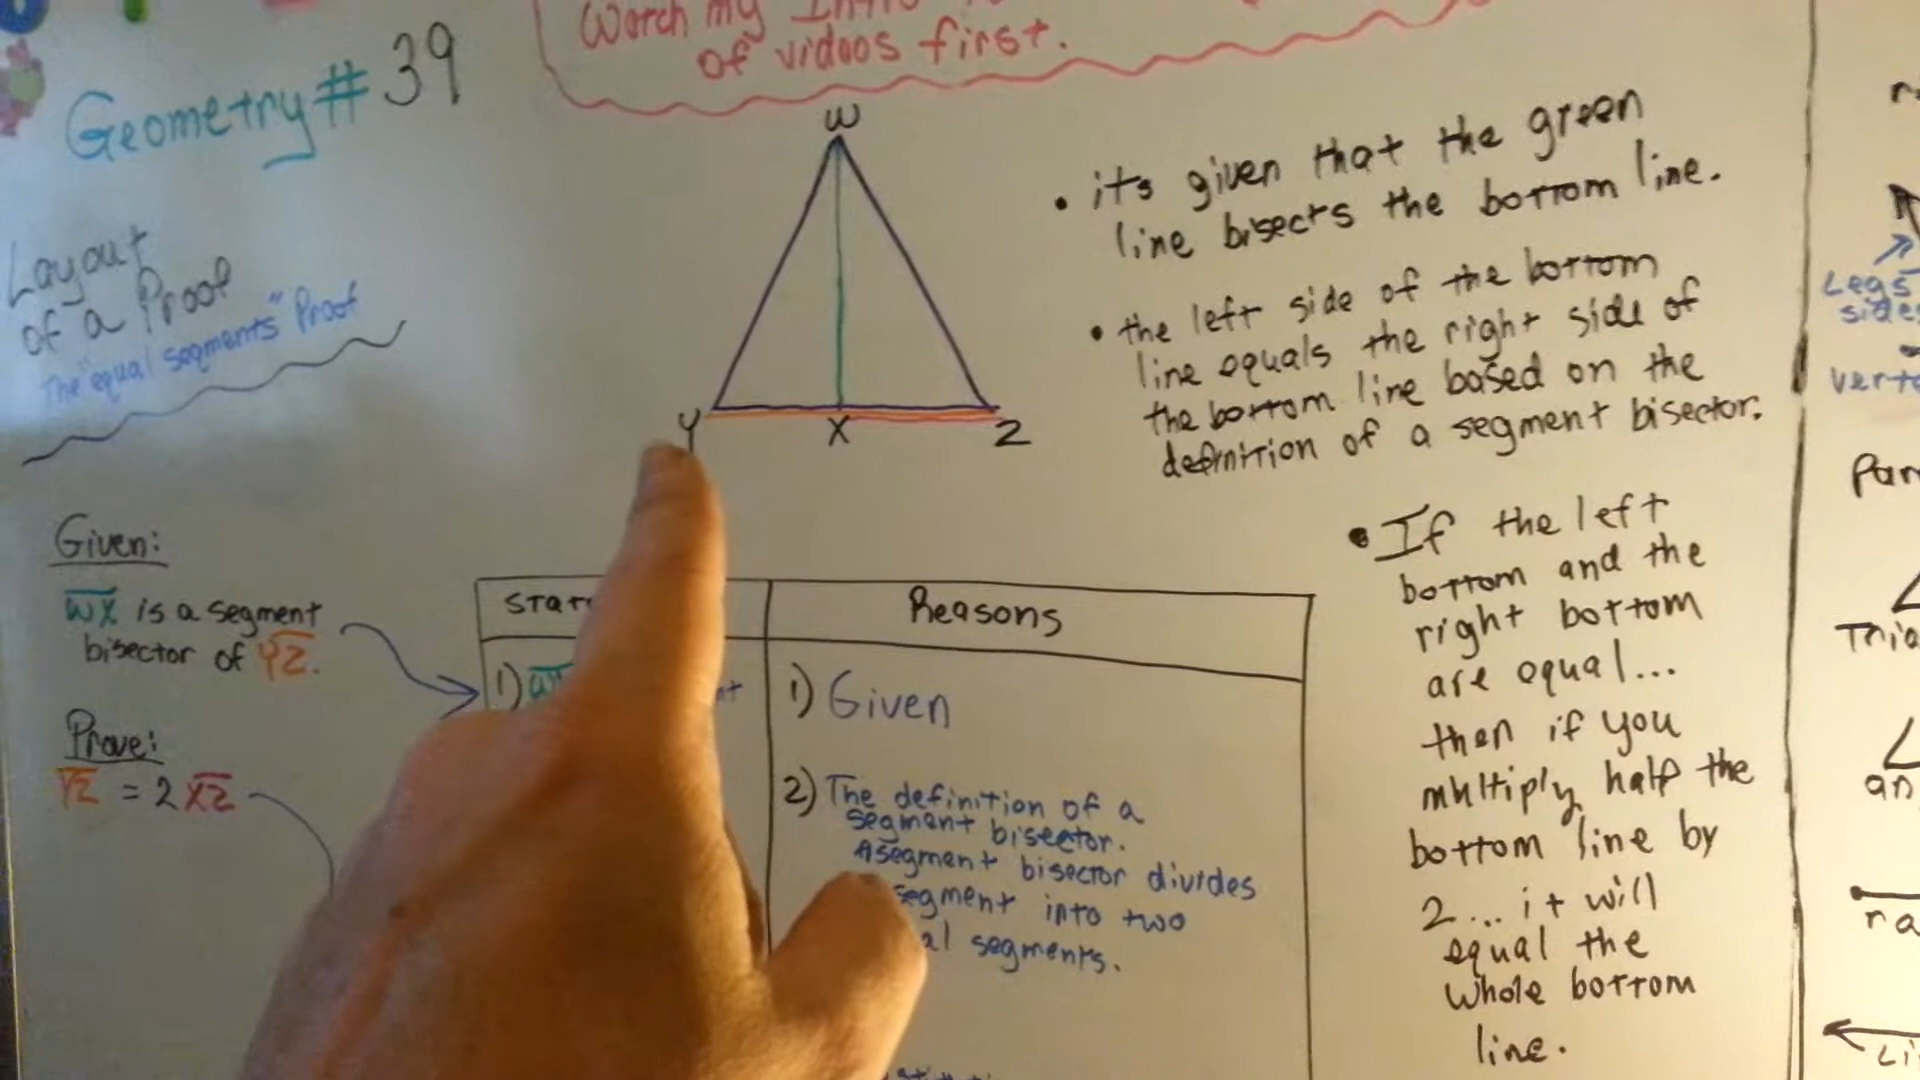 Watch my
of videos first.
Geometry # 39
Layout
of a Proof
The "equal segments" Proof
W
Y
X
Z
• its given that the green
line bisects the bottom line.
• the left side of the bottom
line equals the right side of
the bottom line based on the
definition of a segment bisector.
• If the left
bottom and the
right bottom
are equal...
then if you
multiply half the
bottom line by
2... it will
equal the
whole bottom
line.
Given:
WX is a segment
bisector of YZ.
Prove:
YZ = 2 XZ
Reasons
1)
1) Given
2) The definition of a
segment bisector.
A segment bisector divides
segment into two
segments.